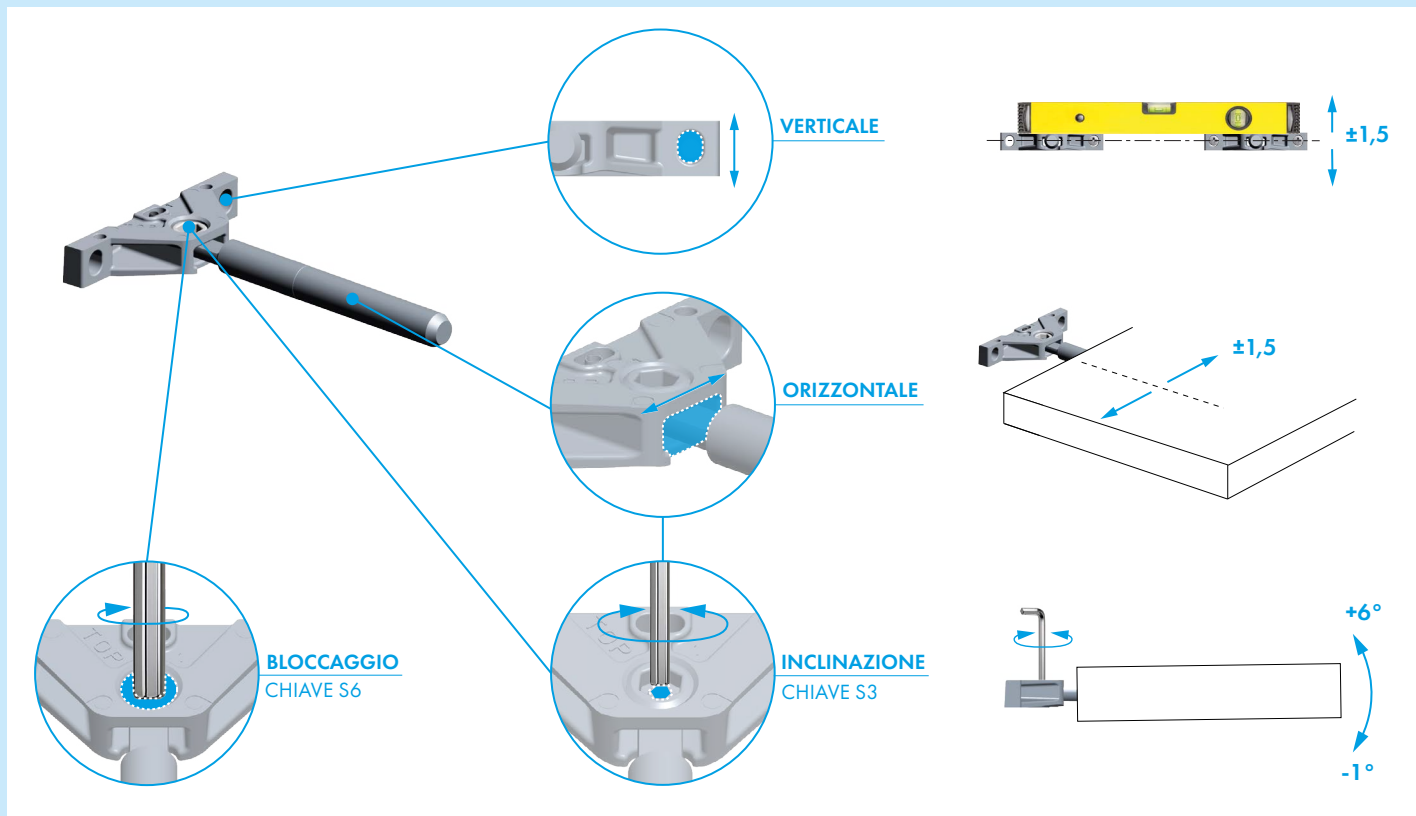 VERTICALE
±1,5
ORIZZONTALE
±1,5
BLOCCAGGIO
CHIAVE S6
TOP
INCLINAZIONE
CHIAVE S3
TOP
+6°
-1°